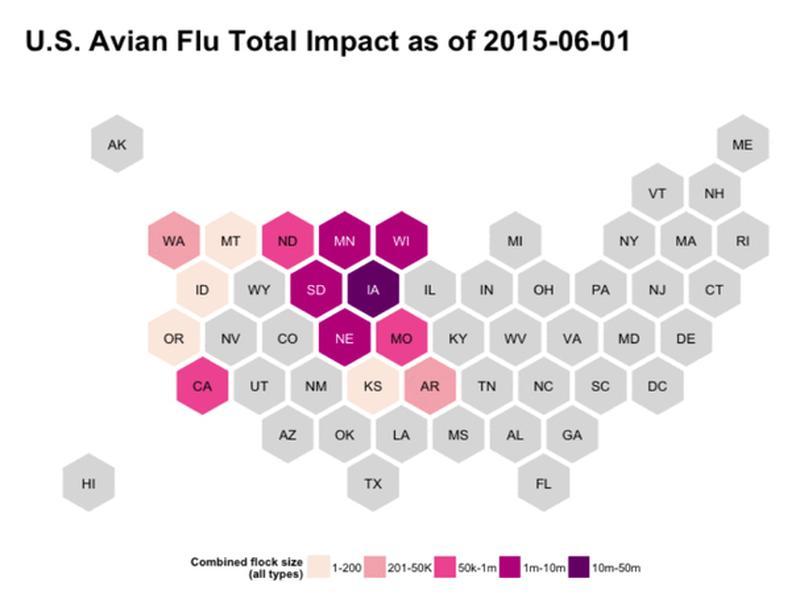 U.S. Avian Flu Total Impact as of 2015-06-01
AK ME
VT NH
WA MT ND MN WI MI NY MA RI
ID WY SD IA IL IN OH PA NJ CT
OR NV CO NE MO KY WV VA MD DE
CA UT NM KS AR TN NC SC DC
AZ OK LA MS AL GA
HI TX FL
Combined flock size
(all types) 1-200 201-50K 50k-1m 1m-10m 10m-50m